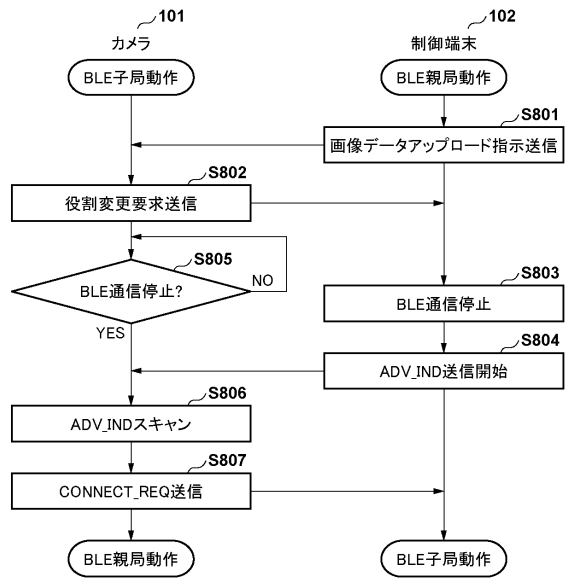 101
102
カメラ
制御端末
BLE子局動作
BLE親局動作
S801
画像データアップロード指示送信
S802
役割変更要求送信
S805
BLE通信停止?
NO
YES
S803
BLE通信停止
S804
ADV_IND送信開始
S806
ADV_INDスキャン
S807
CONNECT_REQ送信
BLE親局動作
BLE子局動作